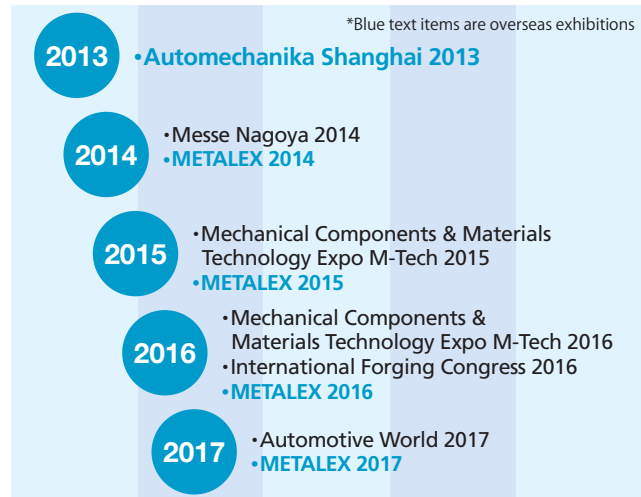 *Blue text items are overseas exhibitions
2013
•Automechanika Shanghai 2013
2014
•Messe Nagoya 2014
•METALEX 2014
2015
•Mechanical Components & Materials
Technology Expo M-Tech 2015
•METALEX 2015
2016
•Mechanical Components &
Materials Technology Expo M-Tech 2016
•International Forging Congress 2016
•METALEX 2016
2017
•Automotive World 2017
•METALEX 2017